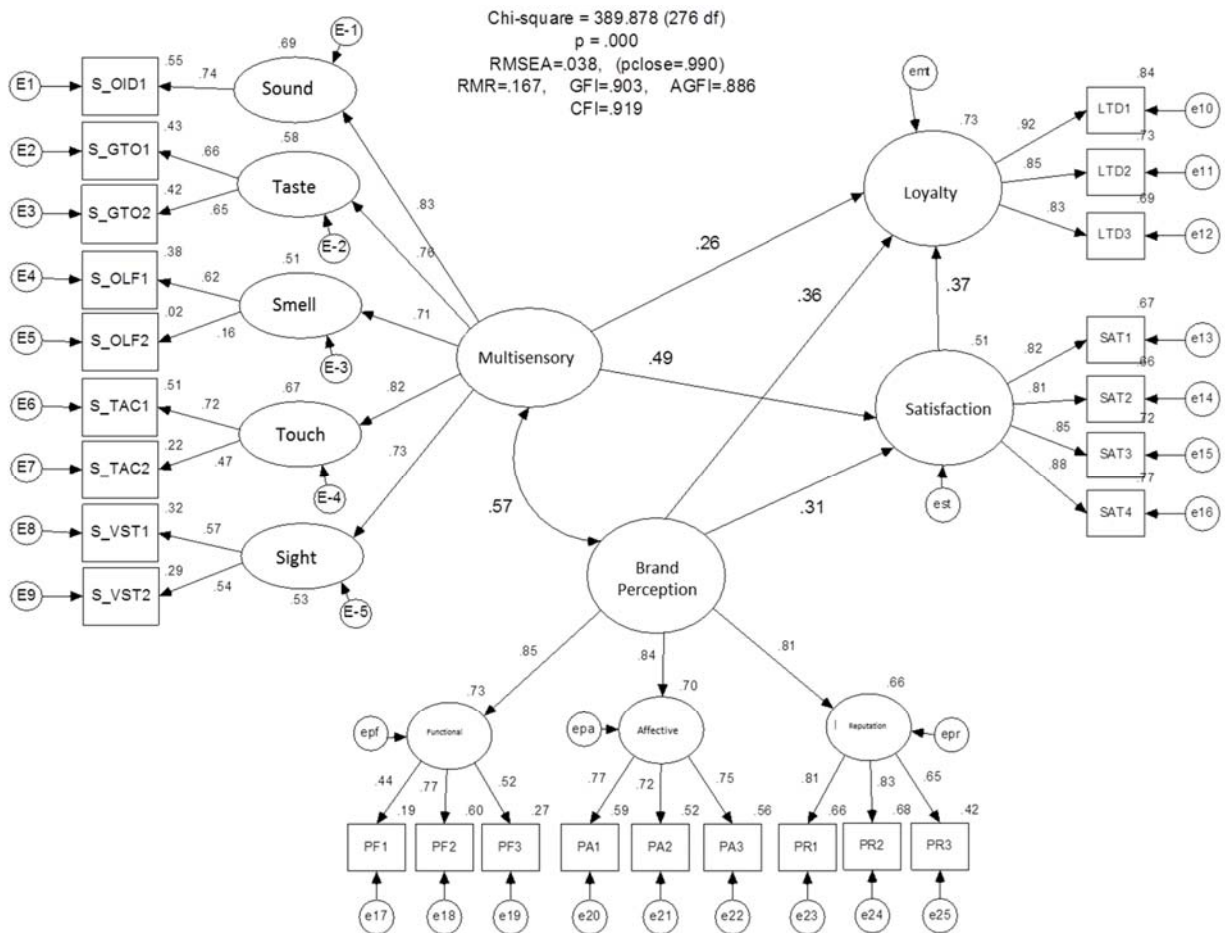 Chi-square = 389.878 (276 df)
p = .000
RMSEA=.038, (pclose=.990)
RMR=.167, GFI=.903, AGFI=.886
CFI=.919
E-1
.69
.55
E1
S_OID1
.74
Sound
.43
E2
S_GTO1
.66
.58
Taste
.42
E3
S_GTO2
.65
E-2
.38
E4
S_OLF1
.62
.51
Smell
.02
E5
S_OLF2
.16
E-3
.51
E6
S_TAC1
.72
.67
Touch
.22
E7
S_TAC2
.47
E-4
.32
E8
S_VST1
.57
Sight
.29
E9
S_VST2
.54
.53
E-5
.83
.76
.71
.82
.73
Multisensory
.26
.36
.37
.49
.57
.31
emt
.73
Loyalty
.84
.92
LTD1
e10
.73
.85
LTD2
e11
.69
.83
LTD3
e12
.51
Satisfaction
est
.67
.82
SAT1
e13
.66
.81
SAT2
e14
.72
.85
SAT3
e15
.77
.88
SAT4
e16
Brand
Perception
.85
.84
.81
.73
.70
.66
epf
Functional
epa
Affective
Reputation
epr
.44
.77
.52
.77
.72
.75
.81
.83
.65
.19
.60
.27
.59
.52
.56
.66
.68
.42
PF1
PF2
PF3
PA1
PA2
PA3
PR1
PR2
PR3
e17
e18
e19
e20
e21
e22
e23
e24
e25